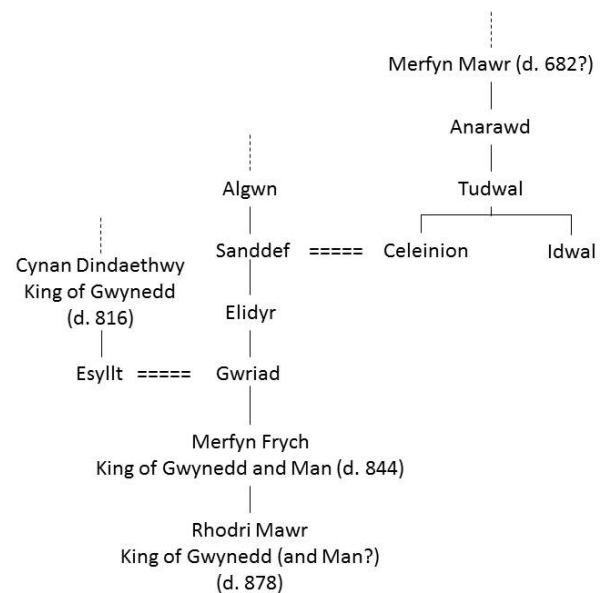 Merfyn Mawr (d. 682?)
Anarawd
Algwn
Tudwal
Sanddef ===== Celeinion
Idwal
Cynan Dindaethwy
King of Gwynedd
(d. 816)
Elidyr
Esyllt ===== Gwriad
Merfyn Frych
King of Gwynedd and Man (d. 844)
Rhodri Mawr
King of Gwynedd (and Man?)
(d. 878)